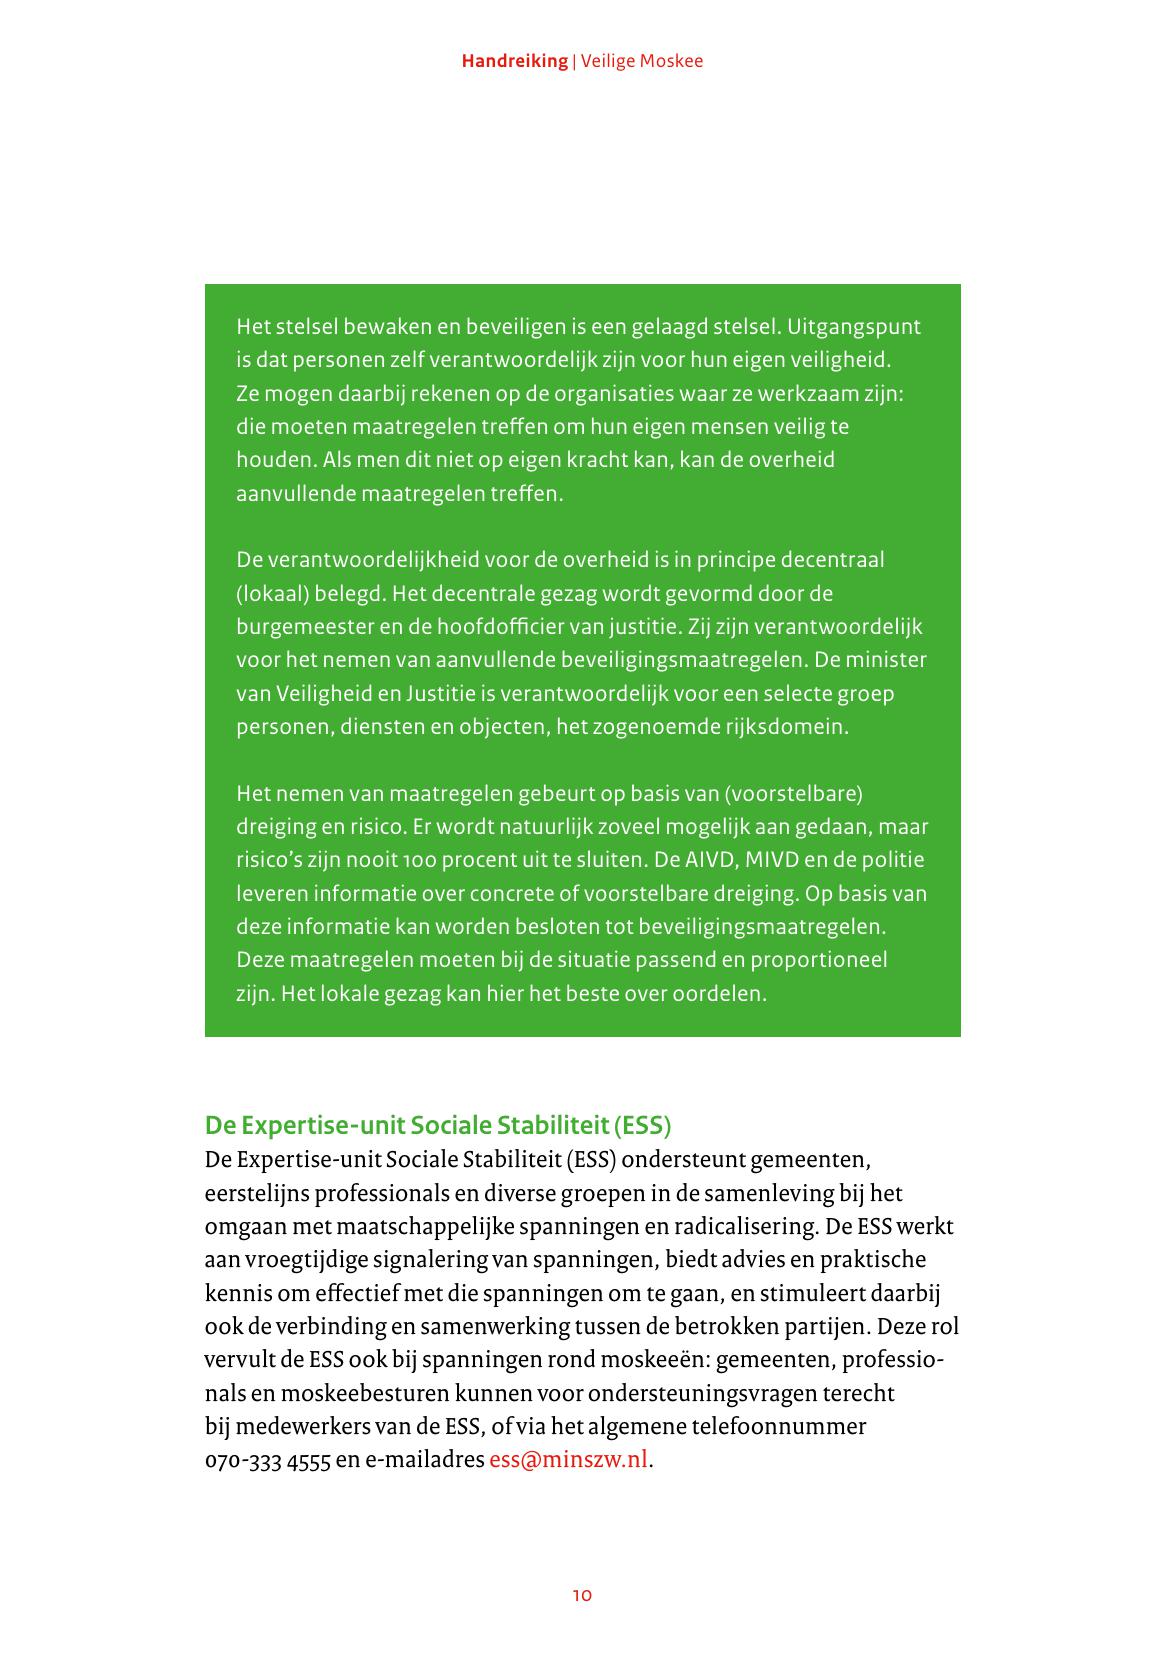 Handreiking | Veilige Moskee
Het stelsel bewaken en beveiligen is een gelaagd stelsel. Uitgangspunt
is dat personen zelf verantwoordelijk zijn voor hun eigen veiligheid.
Ze mogen daarbij rekenen op de organisaties waar ze werkzaam zijn:
die moeten maatregelen treffen om hun eigen mensen veilig te
houden. Als men dit niet op eigen kracht kan, kan de overheid
aanvullende maatregelen treffen.
De verantwoordelijkheid voor de overheid is in principe decentraal
(lokaal) belegd. Het decentrale gezag wordt gevormd door de
burgemeester en de hoofdofficier van justitie. Zij zijn verantwoordelijk
voor het nemen van aanvullende beveiligingsmaatregelen. De minister
van Veiligheid en Justitie is verantwoordelijk voor een selecte groep
personen, diensten en objecten, het zogenoemde rijksdomein.
Het nemen van maatregelen gebeurt op basis van (voorstelbare)
dreiging en risico. Er wordt natuurlijk zoveel mogelijk aan gedaan, maar
risico’s zijn nooit 100 procent uit te sluiten. De AIVD, MIVD en de politie
leveren informatie over concrete of voorstelbare dreiging. Op basis van
deze informatie kan worden besloten tot beveiligingsmaatregelen.
Deze maatregelen moeten bij de situatie passend en proportioneel
zijn. Het lokale gezag kan hier het beste over oordelen.
De Expertise-unit Sociale Stabiliteit (ESS)
De Expertise-unit Sociale Stabiliteit (ESS) ondersteunt gemeenten,
eerstelijns professionals en diverse groepen in de samenleving bij het
omgaan met maatschappelijke spanningen en radicalisering. De ESS werkt
aan vroegtijdige signalering van spanningen, biedt advies en praktische
kennis om effectief met die spanningen om te gaan, en stimuleert daarbij
ook de verbinding en samenwerking tussen de betrokken partijen. Deze rol
vervult de ESS ook bij spanningen rond moskeeën: gemeenten, professio-
nals en moskeebesturen kunnen voor ondersteuningsvragen terecht
bij medewerkers van de ESS, of via het algemene telefoonnummer
070-333 4555 en e-mailadres ess@minszw.nl.
10